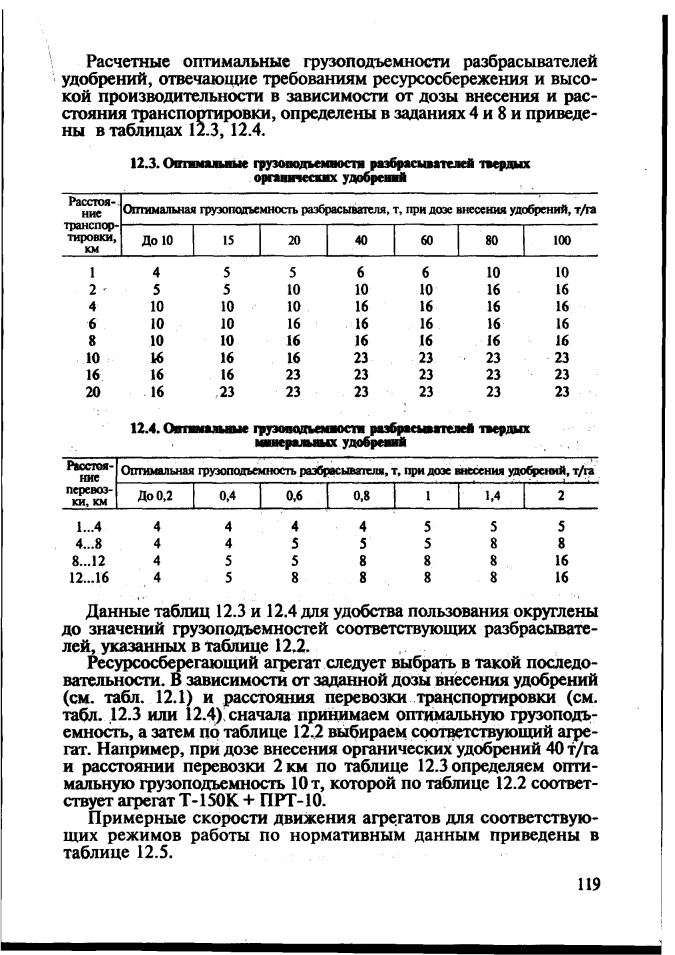 Расчетные оптимальные грузоподъемности разбрасывателей
удобрений, отвечающие требованиям ресурсосбережения и высо-
кой производительности в зависимости от дозы внесения и рас-
стояния транспортировки, определены в заданиях 4 и 8 и приведе-
ны в таблицах 12.3, 12.4.
12.3. Оптимальные грузоподъемности разбрасывателей твердых
органических удобрений
Расстоя-
ние
транспор-
тировки,
км
Оптимальная грузоподъемность разбрасывателя, т, при дозе внесения удобрений, т/га
До 10 15 20 40 60 80 100
1 4 5 5 6 6 10 10
2 5 5 10 10 10 16 16
4 10 10 10 16 16 16 16
6 10 10 16 16 16 16 16
8 10 10 16 16 16 16 16
10 16 16 16 23 23 23 23
16 16 16 23 23 23 23 23
20 16 23 23 23 23 23 23
12.4. Оптимальные грузоподъемности разбрасывателей твердых
минеральных удобрений
Расстоя-
ние
перевоз-
ки, км
Оптимальная грузоподъемность разбрасывателя, т, при дозе внесения удобрений, т/га
До 0,2 0,4 0,6 0,8 1 1,4 2
1...4 4 4 4 4 5 5 5
4...8 4 4 5 5 5 8 8
8...12 4 5 5 8 8 8 16
12...16 4 5 8 8 8 8 16
Данные таблиц 12.3 и 12.4 для удобства пользования округлены
до значений грузоподъемностей соответствующих разбрасывате-
лей, указанных в таблице 12.2.
Ресурсосберегающий агрегат следует выбрать в такой последо-
вательности. В зависимости от заданной дозы внесения удобрений
(см. табл. 12.1) и расстояния перевозки транспортировки (см.
табл. 12.3 или 12.4) сначала принимаем оптимальную грузоподъ-
емность, а затем по таблице 12.2 выбираем соответствующий агре-
гат. Например, при дозе внесения органических удобрений 40 т/га
и расстоянии перевозки 2 км по таблице 12.3 определяем опти-
мальную грузоподъемность 10 т, которой по таблице 12.2 соответ-
ствует агрегат Т-150К + ПРТ-10.
Примерные скорости движения агрегатов для соответствую-
щих режимов работы по нормативным данным приведены в
таблице 12.5.
119